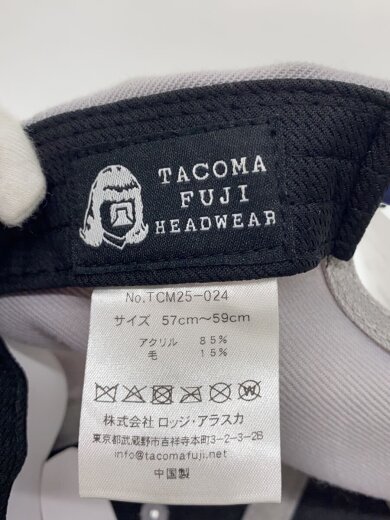 TACOMA
FUJI
HEADWEAR
No.TCM25-024
サイズ 57cm~59cm
アクリル 85%
毛 15%
株式会社 ロッジ・アラスカ
東京都武蔵野市吉祥寺本町3-2-3-2B
info@tacomafuji.net
中国製